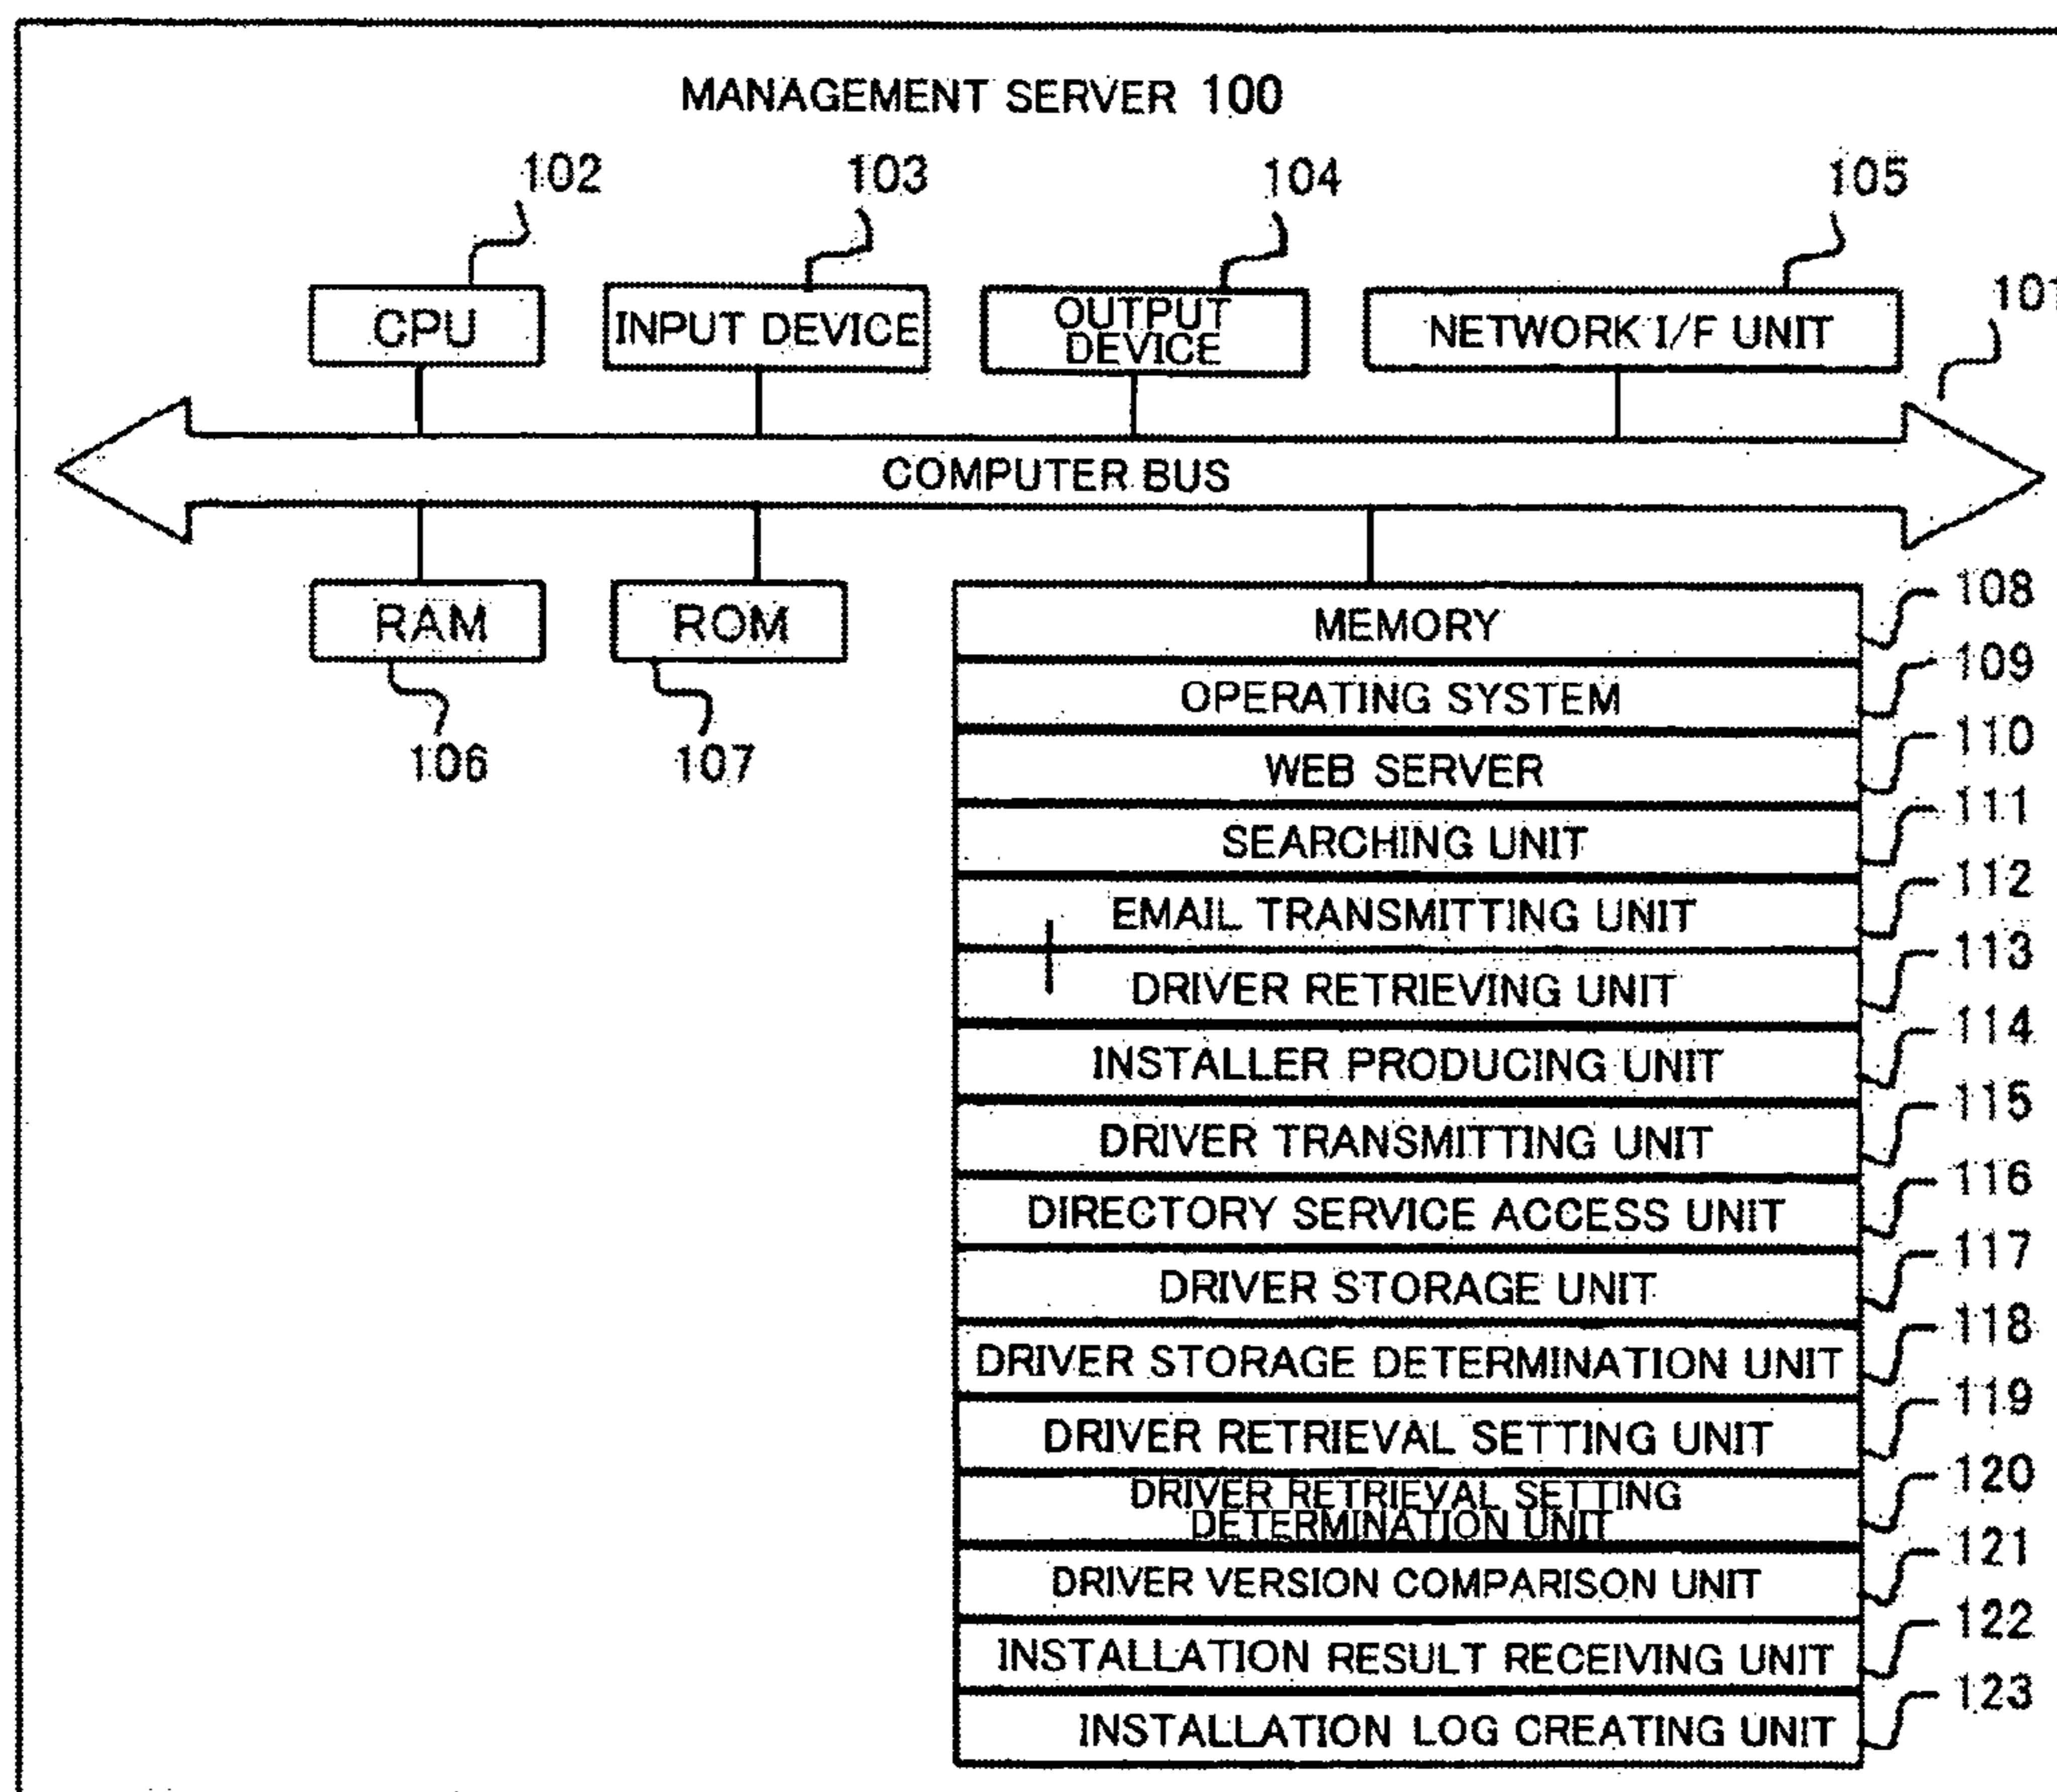 MANAGEMENT SERVER 100
102
103
104
105
CPU
INPUT DEVICE
OUTPUT
DEVICE
NETWORK I/F UNIT
101
COMPUTER BUS
RAM
ROM
106
107
MEMORY
108
OPERATING SYSTEM
109
WEB SERVER
110
SEARCHING UNIT
111
EMAIL TRANSMITTING UNIT
112
DRIVER RETRIEVING UNIT
113
INSTALLER PRODUCING UNIT
114
DRIVER TRANSMITTING UNIT
115
DIRECTORY SERVICE ACCESS UNIT
116
DRIVER STORAGE UNIT
117
DRIVER STORAGE DETERMINATION UNIT
118
DRIVER RETRIEVAL SETTING UNIT
119
DRIVER RETRIEVAL SETTING
DETERMINATION UNIT
120
DRIVER VERSION COMPARISON UNIT
121
INSTALLATION RESULT RECEIVING UNIT
122
INSTALLATION LOG CREATING UNIT
123